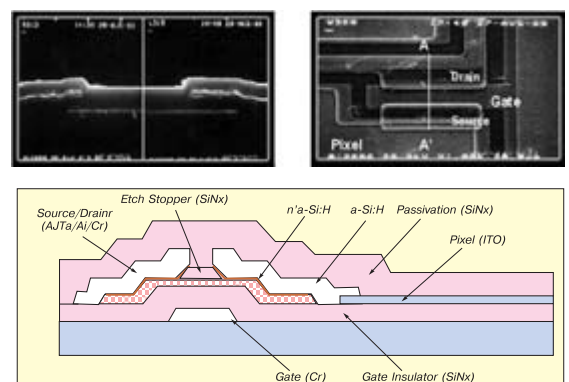 A
Drain
Gate
Source
Pixel
A'
Etch Stopper (SiNx)
Source/Drainr
(AJTa/Ai/Cr)
n'a-Si:H
a-Si:H
Passivation (SiNx)
Pixel (ITO)
Gate (Cr)
Gate Insulator (SiNx)